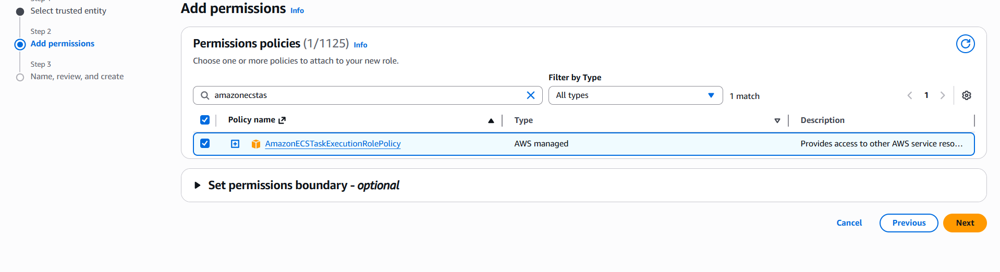 Select trusted entity
Step 2
Add permissions
Step 3
Name, review, and create
Add permissions Info
Permissions policies (1/1125) Info
Choose one or more policies to attach to your new role.
Filter by Type
amazonecstas
All types
1 match
1
Policy name
Type
Description
AmazonECSTaskExecutionRolePolicy
AWS managed
Provides access to other AWS service reso...
Set permissions boundary - optional
Cancel
Previous
Next